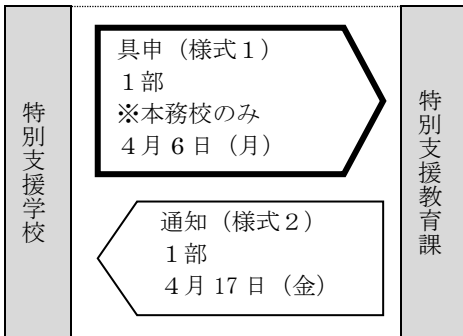 特別支援学校
具申（様式１）
１部
※本務校のみ
４月６日（月）
通知（様式２）
１部
４月 17 日（金）
特別支援教育課